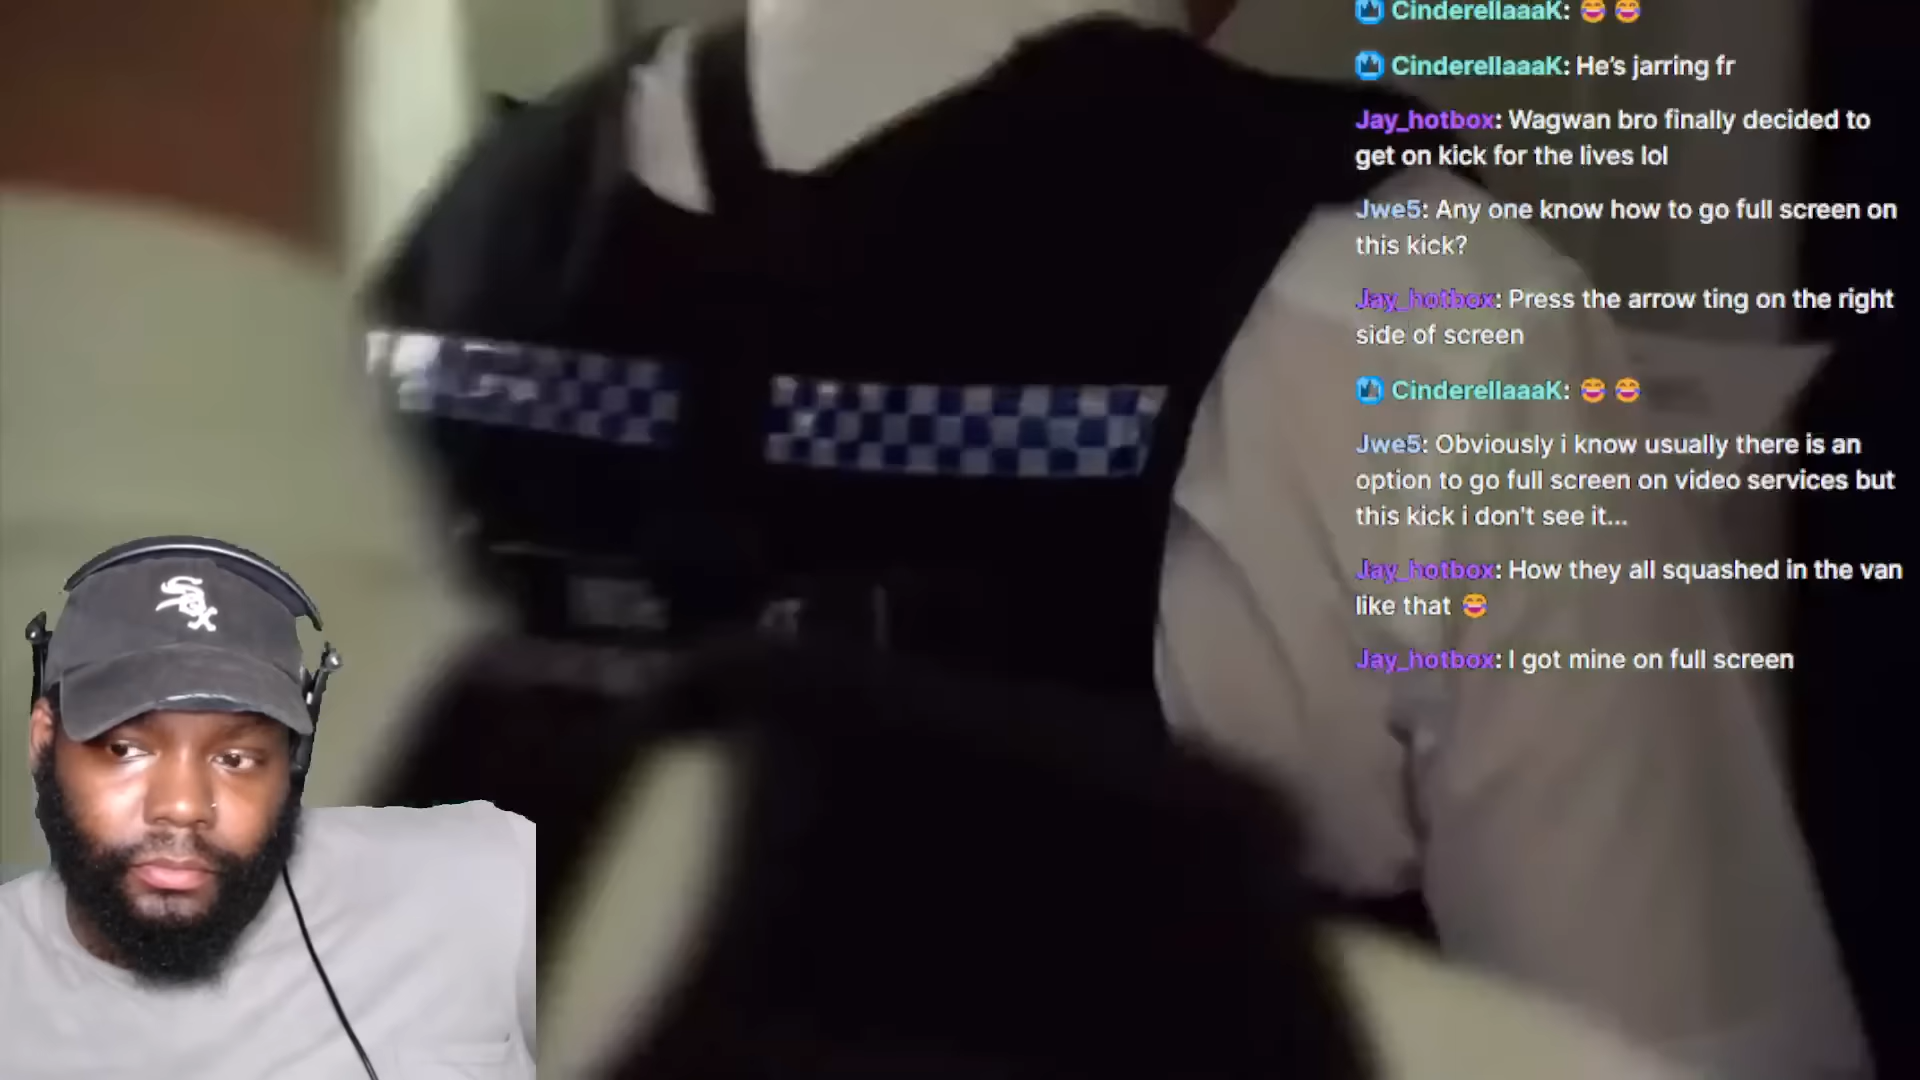 CinderellaaaK: 😂 😂
CinderellaaaK: He's jarring fr
Jay_hotbox: Wagwan bro finally decided to
get on kick for the lives lol
Jwe5: Any one know how to go full screen on
this kick?
Jay_hotbox: Press the arrow ting on the right
side of screen
CinderellaaaK: 😂 😂
Jwe5: Obviously i know usually there is an
option to go full screen on video services but
this kick i don't see it...
Jay_hotbox: How they all squashed in the van
like that 😂
Jay_hotbox: I got mine on full screen
Sox